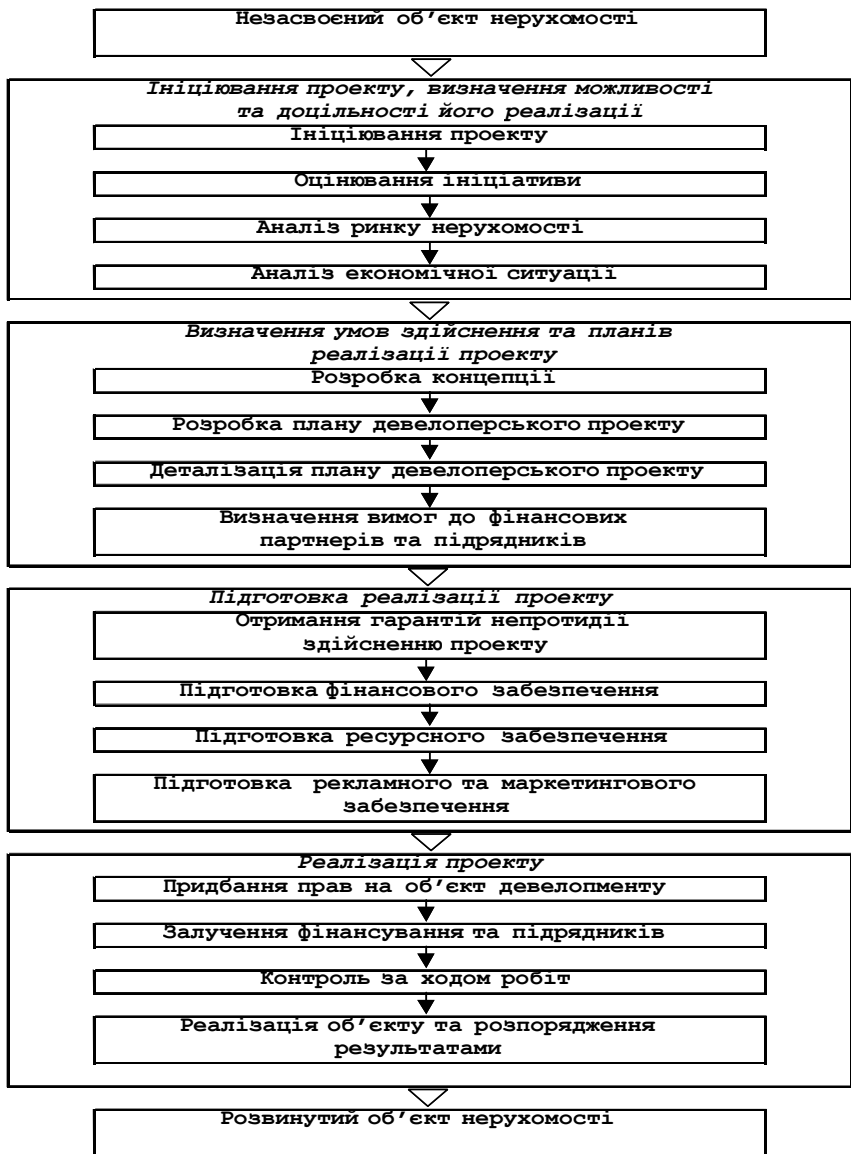 Незасвоєний об’єкт нерухомості
Ініціювання проекту, визначення можливості
та доцільності його реалізації
Ініціювання проекту
Оцінювання ініціативи
Аналіз ринку нерухомості
Аналіз економічної ситуації
Визначення умов здійснення та планів
реалізації проекту
Розробка концепції
Розробка плану девелоперського проекту
Деталізація плану девелоперського проекту
Визначення вимог до фінансових
партнерів та підрядників
Підготовка реалізації проекту
Отримання гарантій непротидії
здійсненню проекту
Підготовка фінансового забезпечення
Підготовка ресурсного забезпечення
Підготовка рекламного та маркетингового
забезпечення
Реалізація проекту
Придбання прав на об’єкт девелопменту
Залучення фінансування та підрядників
Контроль за ходом робіт
Реалізація об’єкту та розпорядження
результатами
Розвинутий об’єкт нерухомості